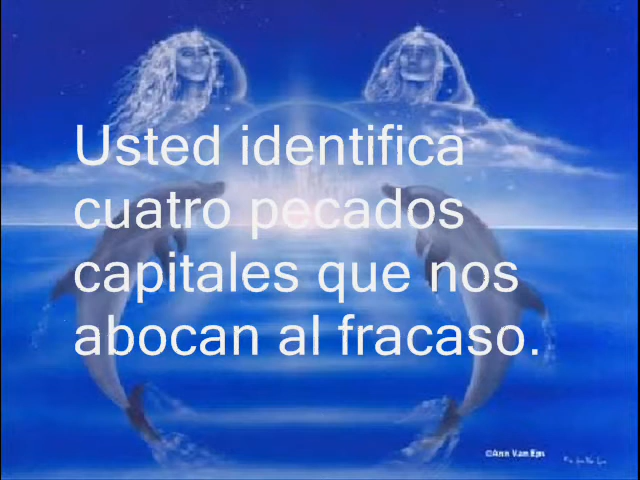 Usted identifica
cuatro pecados
capitales que nos
abocan al fracaso.
©Ann Van Eps